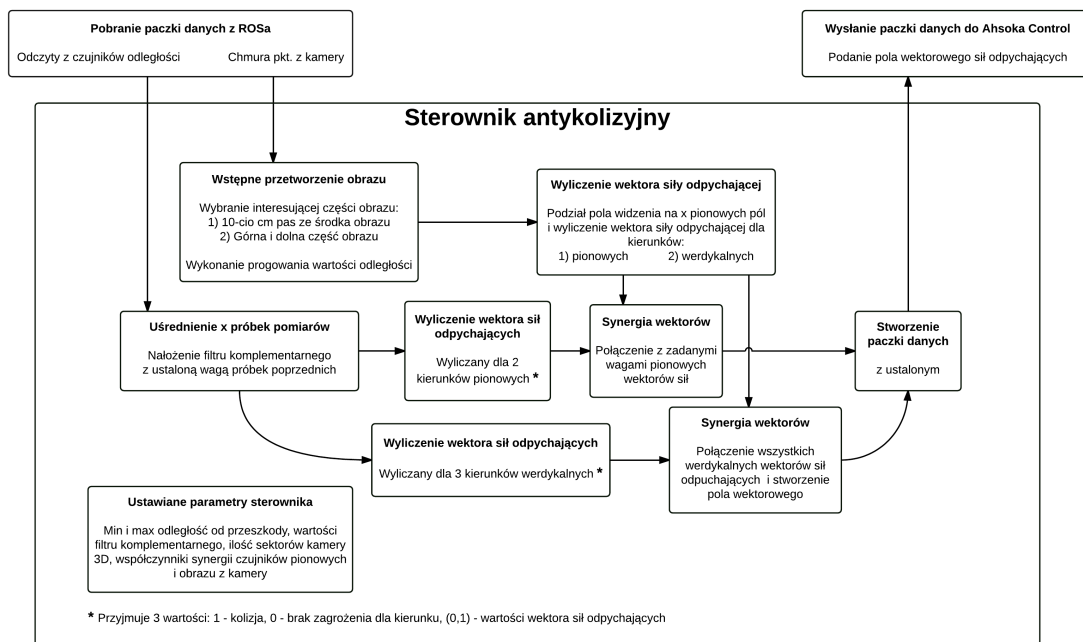 Pobranie paczki danych z ROSa
Odczyty z czujników odległości
Chmura pkt. z kamery
Wysłanie paczki danych do Ahsoka Control
Podanie pola wektorowego sił odpychających
Sterownik antykolizyjny
Wstępne przetworzenie obrazu
Wybranie interesującej części obrazu:
1) 10-cio cm pas ze środka obrazu
2) Górna i dolna część obrazu
Wykonanie progowania wartości odległości
Wyliczenie wektora siły odpychającej
Podział pola widzenia na x pionowych pól
i wyliczenie wektora siły odpychającej dla
kierunków:
1) pionowych 2) werdykalnych
Uśrednienie x próbek pomiarów
Nałożenie filtru komplementarnego
z ustaloną wagą próbek poprzednich
Wyliczenie wektora sił
odpychających
Wyliczany dla 2
kierunków pionowych *
Synergia wektorów
Połączenie z zadanymi
wagami pionowych
wektorów sił
Stworzenie
paczki danych
z ustalonym
Wyliczenie wektora sił odpychających
Wyliczany dla 3 kierunków werdykalnych *
Synergia wektorów
Połączenie wszystkich
werdykalnych wektorów sił
odpuchających i stworzenie
pola wektorowego
Ustawiane parametry sterownika
Min i max odległość od przeszkody, wartości
filtru komplementarnego, ilość sektorów kamery
3D, współczynniki synergii czujników pionowych
i obrazu z kamery
* Przyjmuje 3 wartości: 1 - kolizja, 0 - brak zagrożenia dla kierunku, (0,1) - wartości wektora sił odpychających